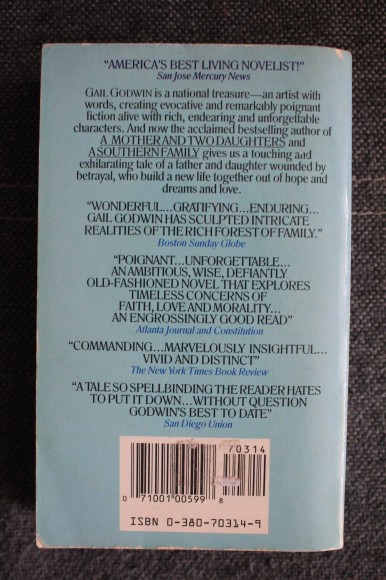 "AMERICA'S BEST LIVING NOVELIST!"
San Jose Mercury News
GAIL GODWIN is a national treasure—an artist with
words, creating evocative and remarkably poignant
fiction alive with rich, endearing and unforgettable
characters. And now the acclaimed bestselling author of
A MOTHER AND TWO DAUGHTERS and
A SOUTHERN FAMILY gives us a touching and
exhilarating tale of a father and daughter wounded by
betrayal, who build a new life together out of hope and
dreams and love.
"WONDERFUL...GRATIFYING...ENDURING...
GAIL GODWIN HAS SCULPTED INTRICATE
REALITIES OF THE RICH FOREST OF FAMILY."
Boston Sunday Globe
"POIGNANT...UNFORGETTABLE...
AN AMBITIOUS, WISE, DEFIANTLY
OLD-FASHIONED NOVEL THAT EXPLORES
TIMELESS CONCERNS OF
FAITH, LOVE AND MORALITY...
AN ENGROSSINGLY GOOD READ"
Atlanta Journal and Constitution
"COMMANDING...MARVELOUSLY INSIGHTFUL...
VIVID AND DISTINCT"
The New York Times Book Review
"A TALE SO SPELLBINDING THE READER HATES
TO PUT IT DOWN...WITHOUT QUESTION
GODWIN'S BEST TO DATE"
San Diego Union
70314
0 71001 00599 8
ISBN 0-380-70314-9